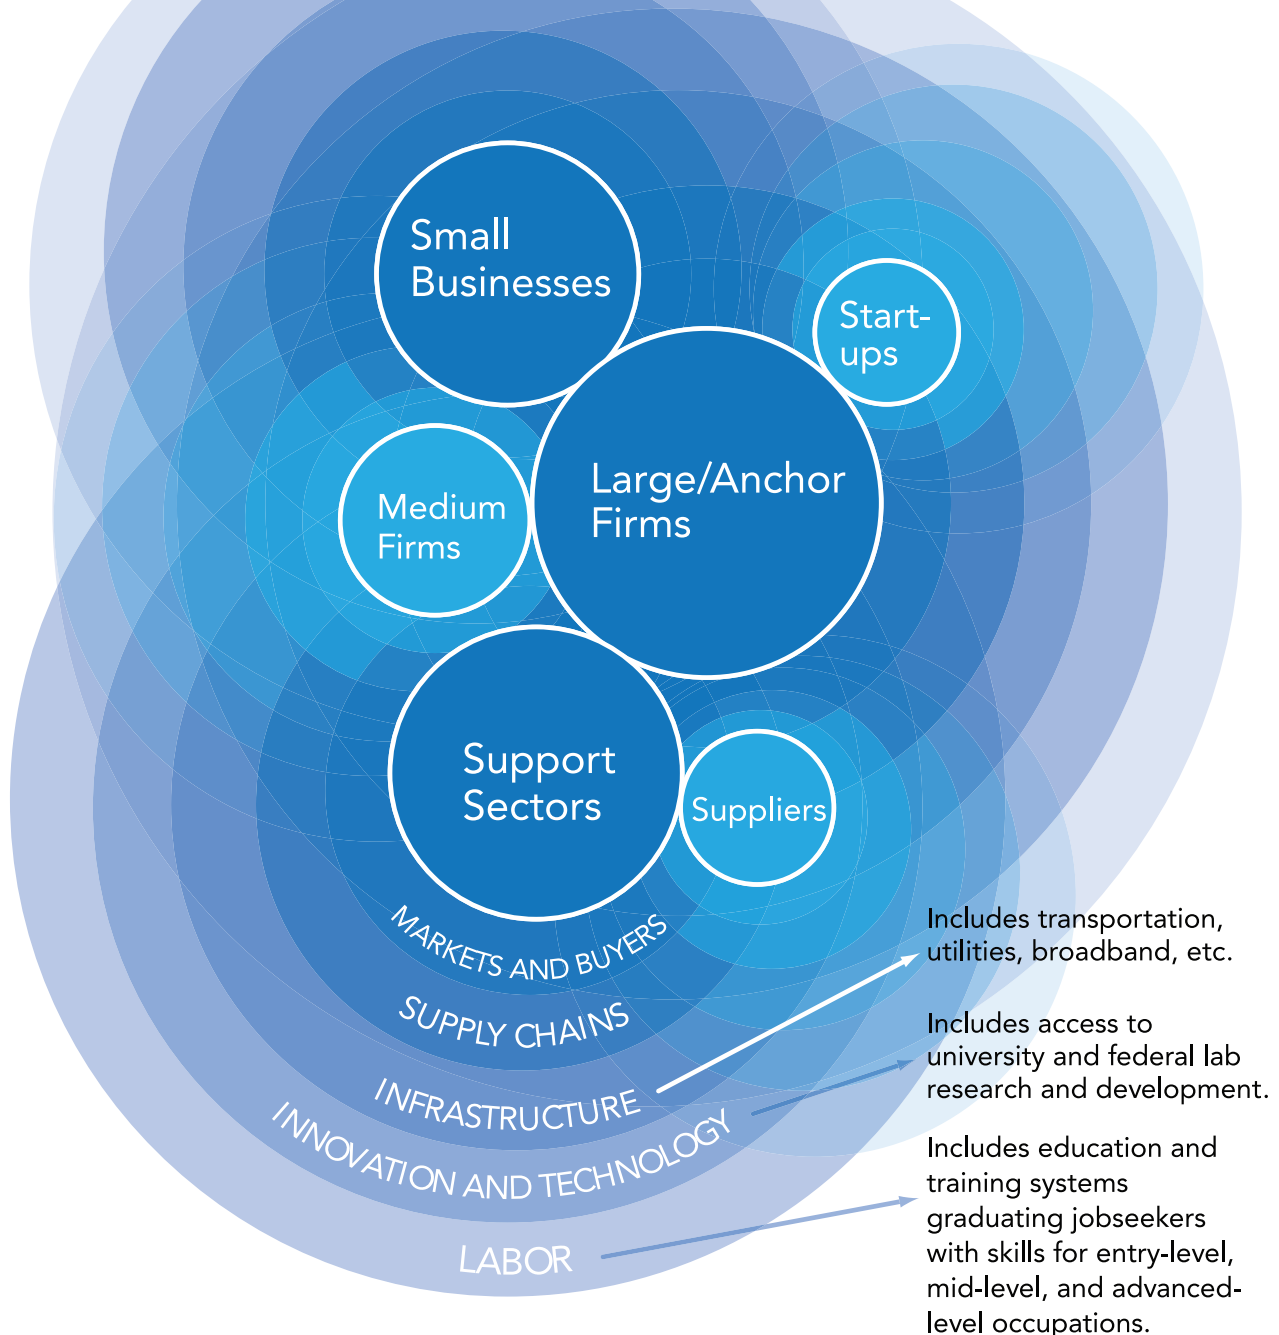 Small
Businesses
Start-
ups
Large/Anchor
Firms
Medium
Firms
Support
Sectors
Suppliers
MARKETS AND BUYERS
SUPPLY CHAINS
INFRASTRUCTURE
INNOVATION AND TECHNOLOGY
LABOR
Includes transportation,
utilities, broadband, etc.
Includes access to
university and federal lab
research and development.
Includes education and
training systems
graduating jobseekers
with skills for entry-level,
mid-level, and advanced-
level occupations.